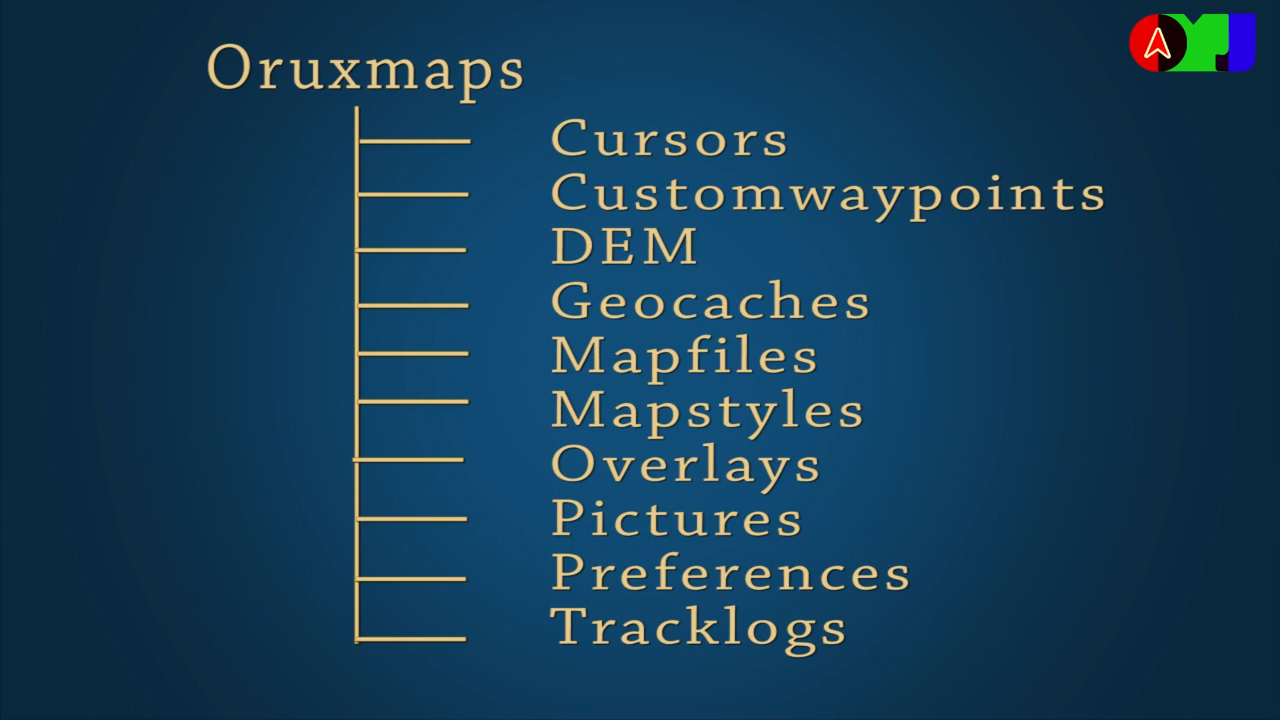 Oruxmaps
Cursors
Customwaypoints
DEM
Geocaches
Mapfiles
Mapstyles
Overlays
Pictures
Preferences
Tracklogs